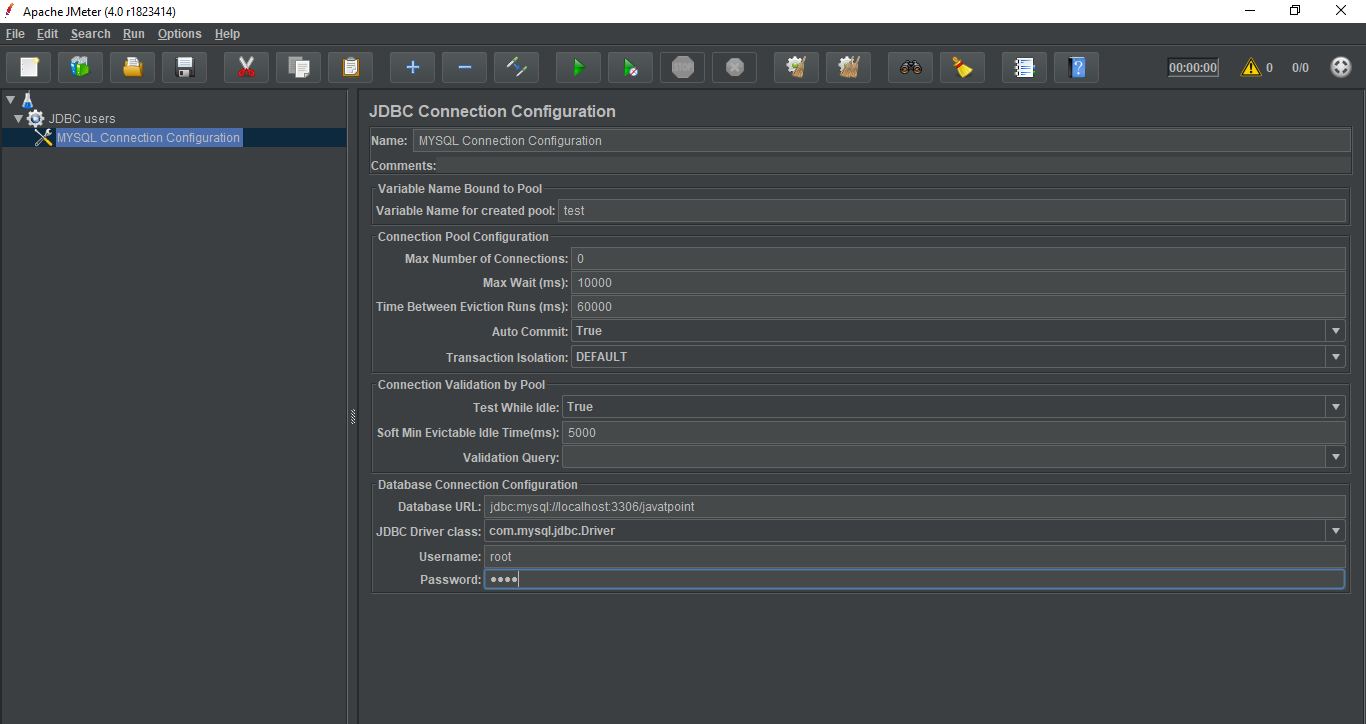 Apache JMeter (4.0 r1823414)
File Edit Search Run Options Help
STOP 00:00:00 0 0/0 ?
JDBC users
MYSQL Connection Configuration
JDBC Connection Configuration
Name: MYSQL Connection Configuration
Comments:
Variable Name Bound to Pool
Variable Name for created pool: test
Connection Pool Configuration
Max Number of Connections: 0
Max Wait (ms): 10000
Time Between Eviction Runs (ms): 60000
Auto Commit: True
Transaction Isolation: DEFAULT
Connection Validation by Pool
Test While Idle: True
Soft Min Evictable Idle Time(ms): 5000
Validation Query:
Database Connection Configuration
Database URL: jdbc:mysql://localhost:3306/javatpoint
JDBC Driver class: com.mysql.jdbc.Driver
Username: root
Password: ●●●●